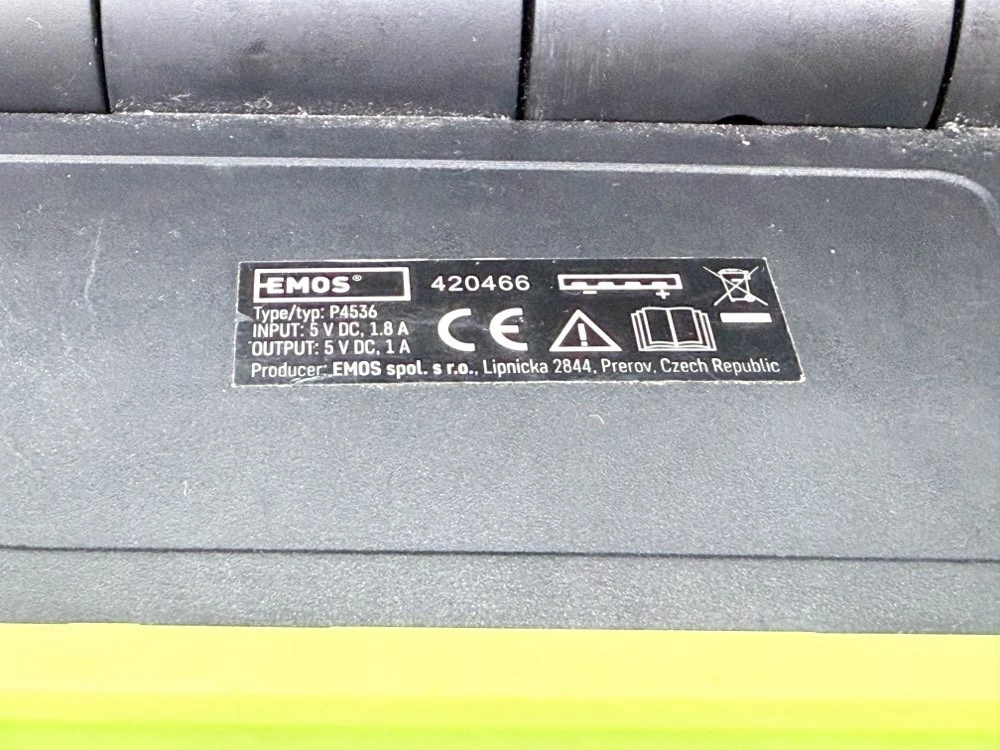 EMOS® 420466
- +
Type/typ: P4536
INPUT: 5 V DC, 1.8 A
OUTPUT: 5 V DC, 1 A
CE
Producer: EMOS spol. s r.o., Lipnicka 2844, Prerov, Czech Republic